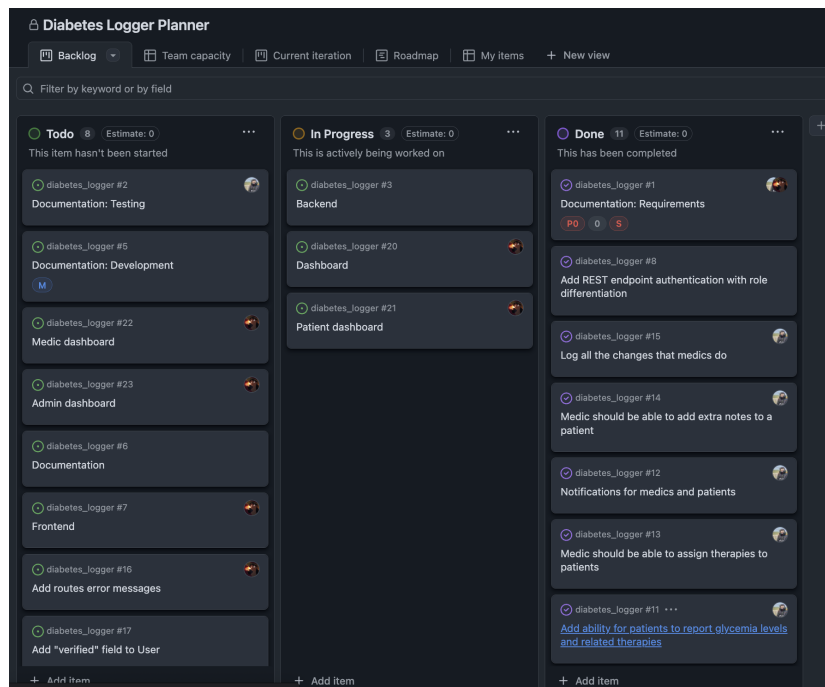 Diabetes Logger Planner
Backlog
Team capacity
Current iteration
Roadmap
My items
+ New view
Filter by keyword or by field
Todo 8 Estimate: 0 ...
This item hasn't been started
diabetes_logger #2
Documentation: Testing
diabetes_logger #5
Documentation: Development
M
diabetes_logger #22
Medic dashboard
diabetes_logger #23
Admin dashboard
diabetes_logger #6
Documentation
diabetes_logger #7
Frontend
diabetes_logger #16
Add routes error messages
diabetes_logger #17
Add "verified" field to User
+ Add item
In Progress 3 Estimate: 0 ...
This is actively being worked on
diabetes_logger #3
Backend
diabetes_logger #20
Dashboard
diabetes_logger #21
Patient dashboard
+ Add item
Done 11 Estimate: 0 ...
This has been completed
diabetes_logger #1
Documentation: Requirements
P0 0 S
diabetes_logger #8
Add REST endpoint authentication with role
differentiation
diabetes_logger #15
Log all the changes that medics do
diabetes_logger #14
Medic should be able to add extra notes to a
patient
diabetes_logger #12
Notifications for medics and patients
diabetes_logger #13
Medic should be able to assign therapies to
patients
diabetes_logger #11 ...
Add ability for patients to report glycemia levels
and related therapies
+ Add item
+